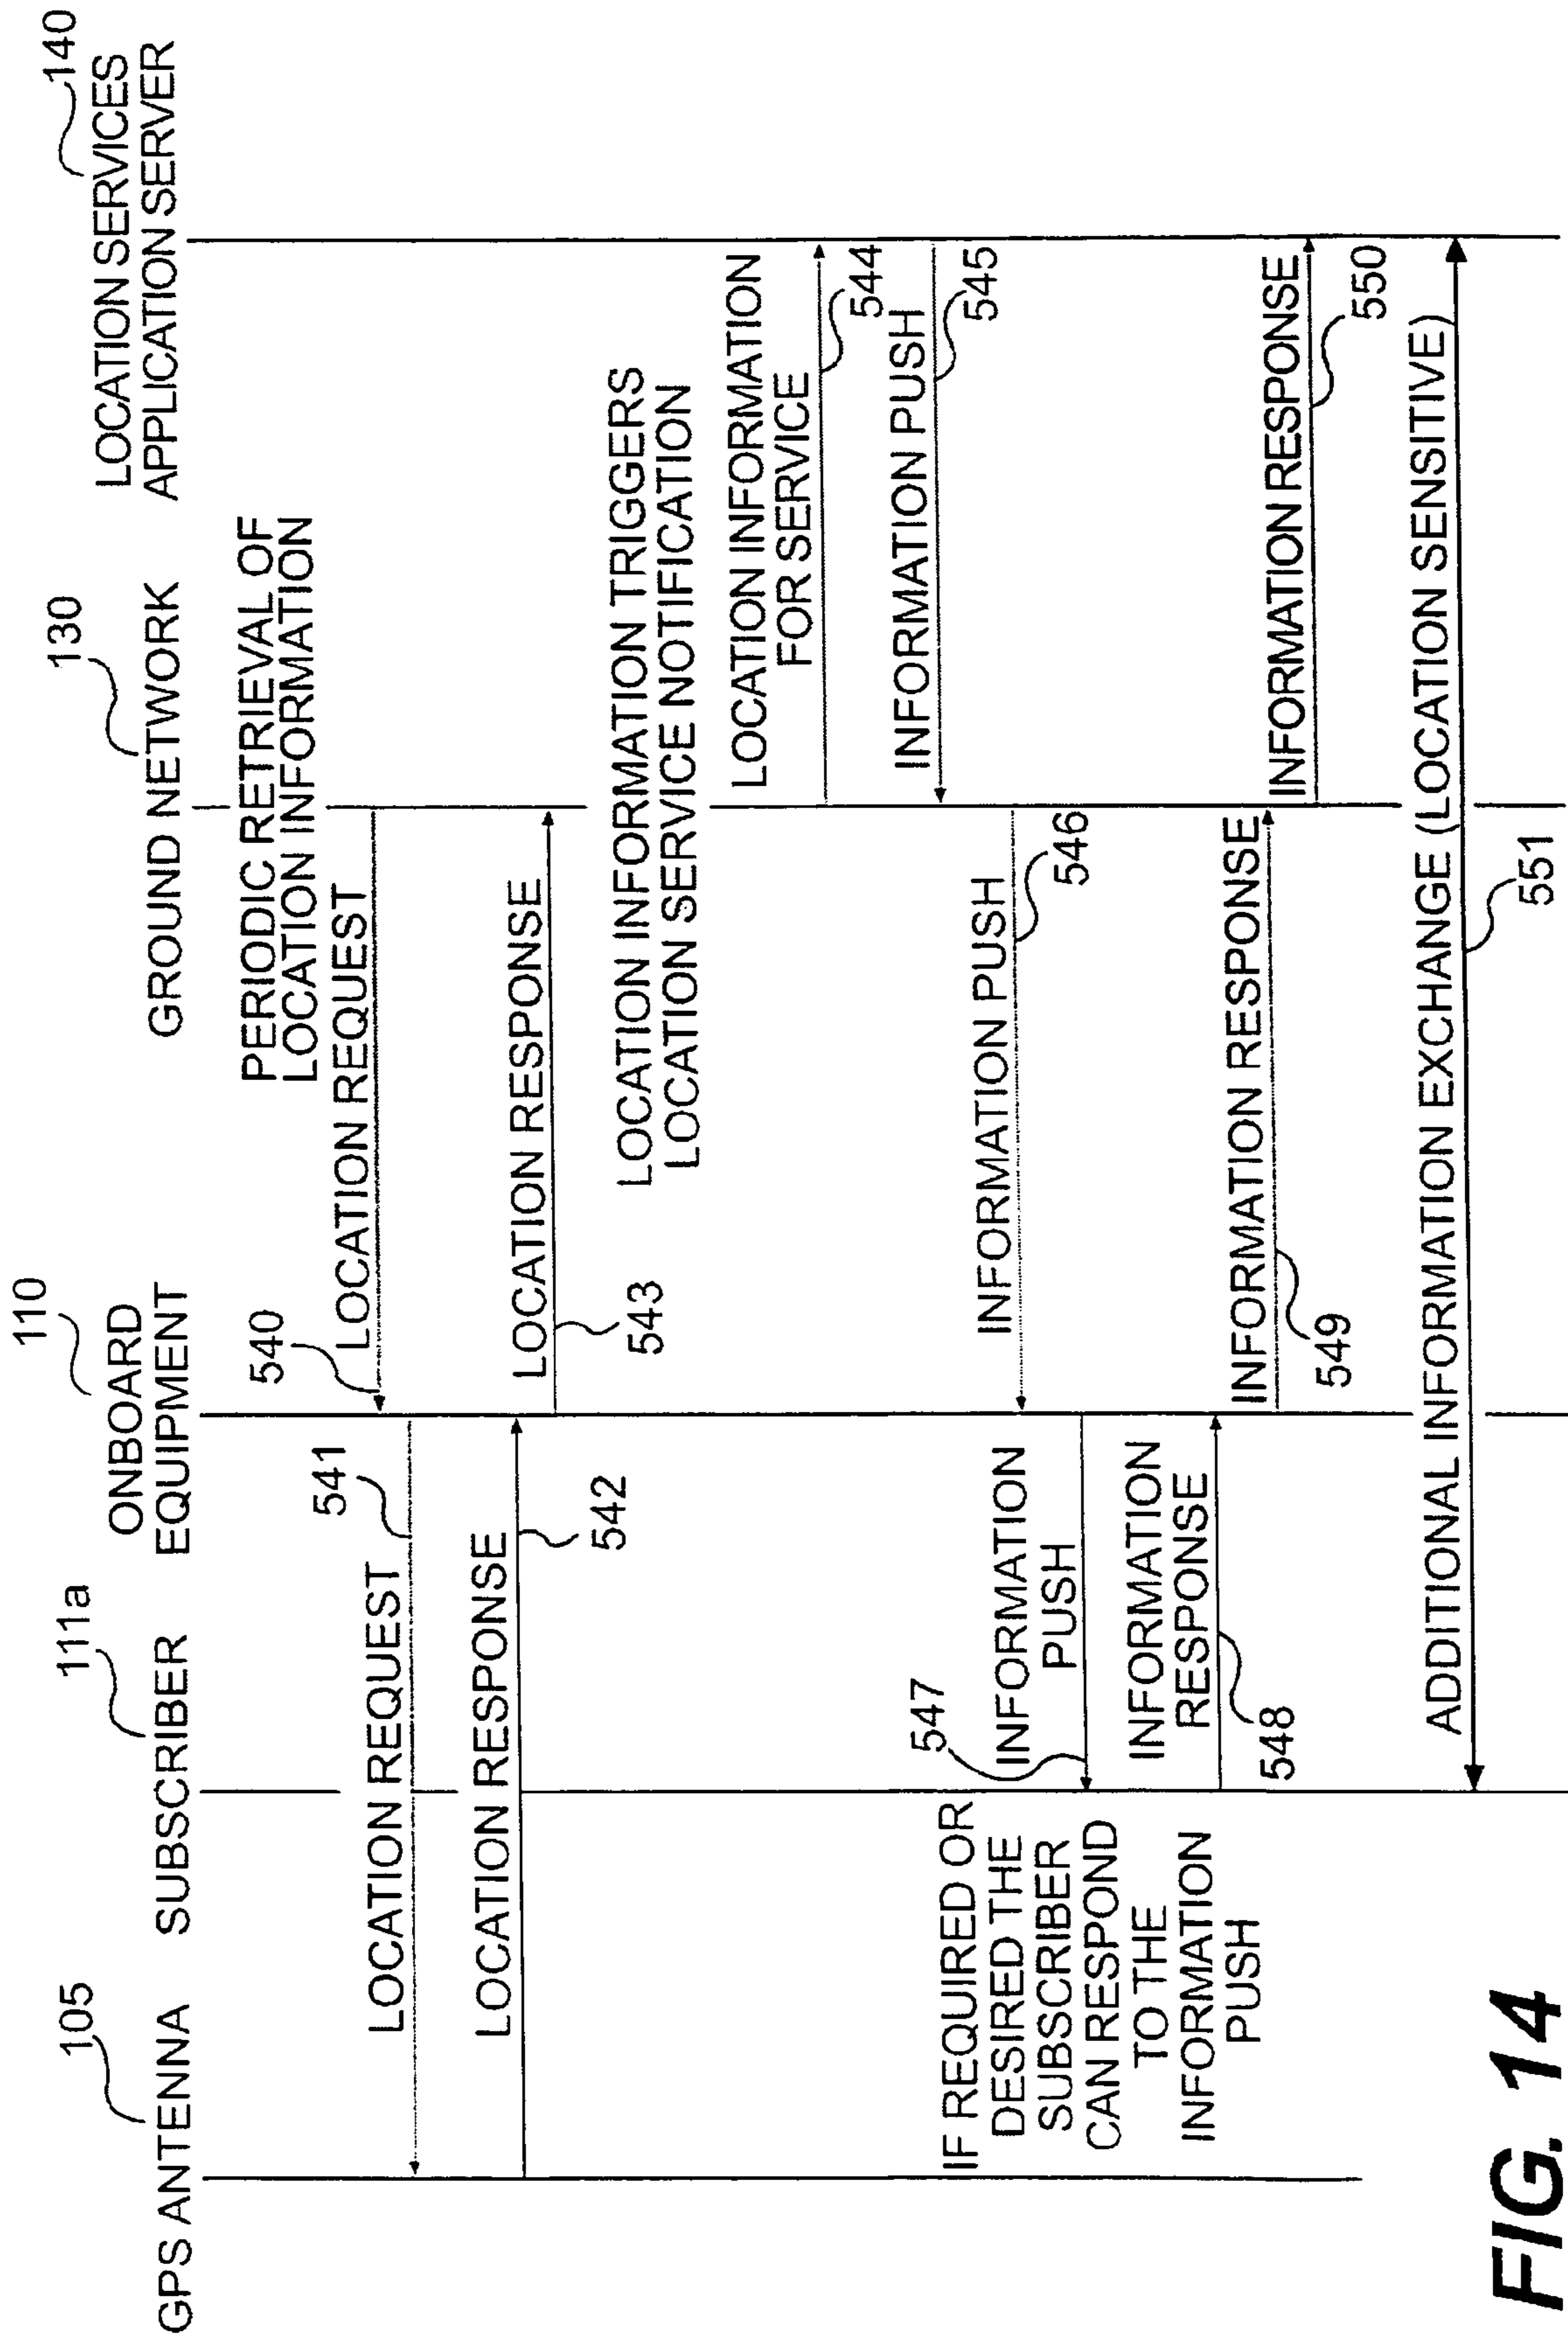 105
GPS ANTENNA
111a
SUBSCRIBER
110
ONBOARD
EQUIPMENT
130
GROUND NETWORK
140
LOCATION SERVICES
APPLICATION SERVER
PERIODIC RETRIEVAL OF
LOCATION INFORMATION
540
LOCATION REQUEST
541
LOCATION REQUEST
LOCATION RESPONSE
542
LOCATION RESPONSE
543
LOCATION INFORMATION TRIGGERS
LOCATION SERVICE NOTIFICATION
LOCATION INFORMATION
FOR SERVICE
544
INFORMATION PUSH
545
INFORMATION PUSH
546
547
INFORMATION
PUSH
IF REQUIRED OR
DESIRED THE
SUBSCRIBER
CAN RESPOND
TO THE
INFORMATION
PUSH
INFORMATION
RESPONSE
548
INFORMATION RESPONSE
549
INFORMATION RESPONSE
550
ADDITIONAL INFORMATION EXCHANGE (LOCATION SENSITIVE)
551
FIG. 14